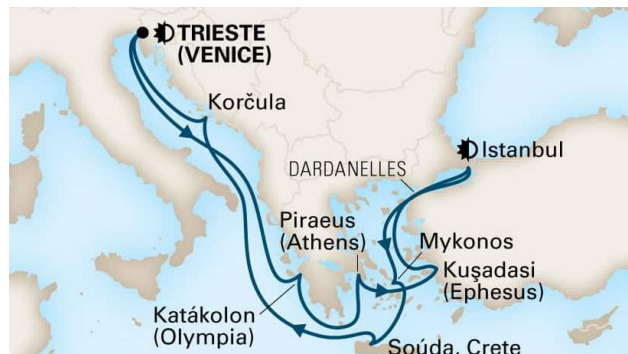 TRIESTE
(VENICE)
Korčula
Istanbul
DARDANELLES
Piraeus
(Athens)
Mykonos
Kuşadasi
(Ephesus)
Katákolon
(Olympia)
Soúda, Crete